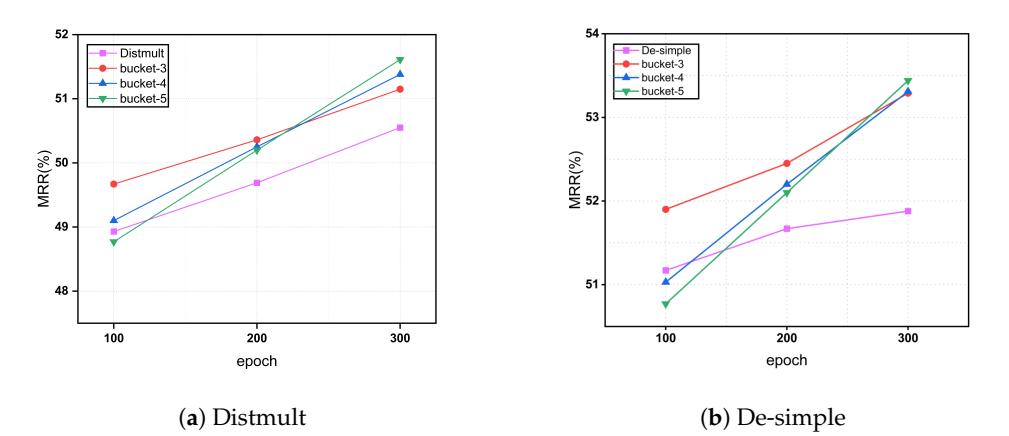 52
51
50
49
48
MRR(%)
Distmult
bucket-3
bucket-4
bucket-5
100
200
300
epoch
(a) Distmult
54
53
52
51
MRR(%)
De-simple
bucket-3
bucket-4
bucket-5
100
200
300
epoch
(b) De-simple